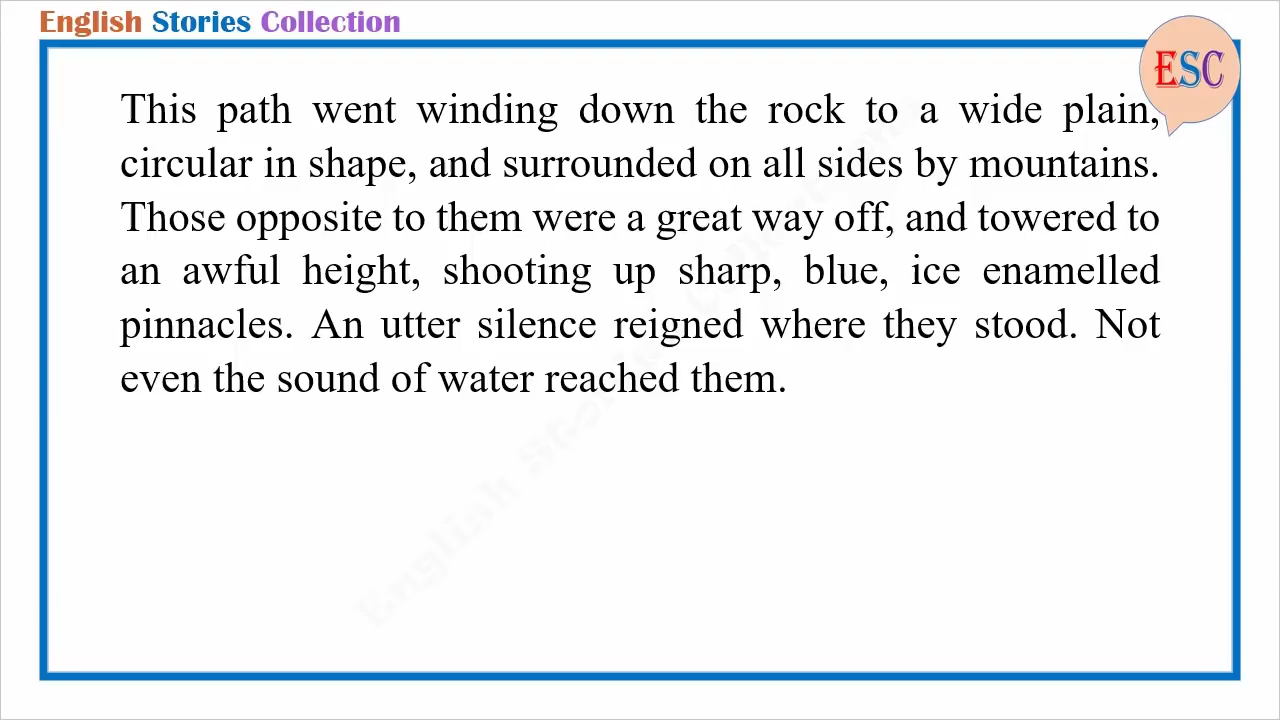 English Stories Collection
ESC
This path went winding down the rock to a wide plain,
circular in shape, and surrounded on all sides by mountains.
Those opposite to them were a great way off, and towered to
an awful height, shooting up sharp, blue, ice enamelled
pinnacles. An utter silence reigned where they stood. Not
even the sound of water reached them.
English Stories Collection